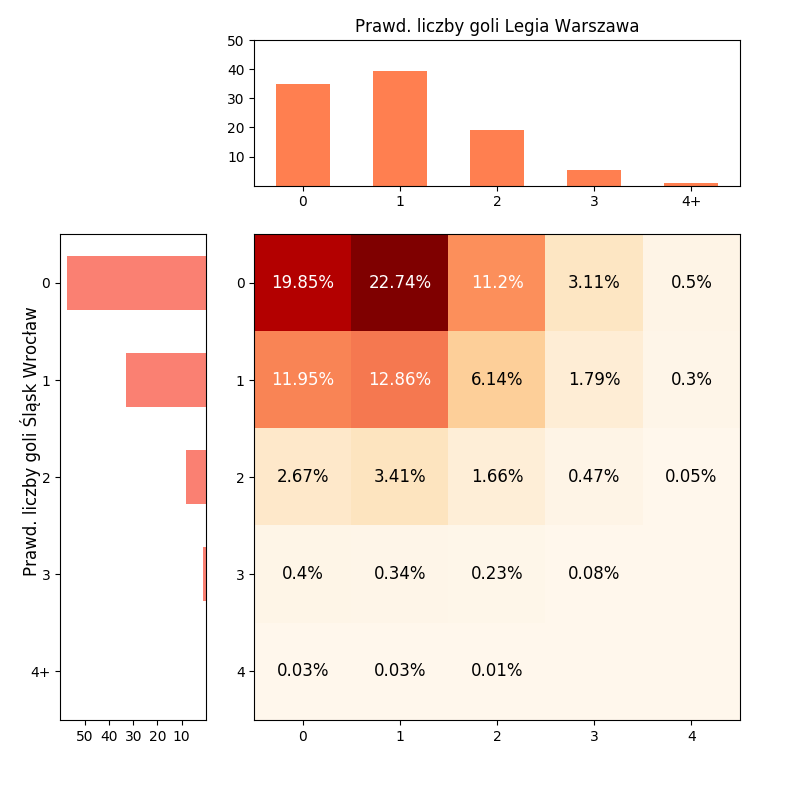 Prawd. liczby goli Legia Warszawa
50
40
30
20
10
0 1 2 3 4+
Prawd. liczby goli Śląsk Wrocław
0
1
2
3
4+
50 40 30 20 10
0 19.85% 22.74% 11.2% 3.11% 0.5%
1 11.95% 12.86% 6.14% 1.79% 0.3%
2 2.67% 3.41% 1.66% 0.47% 0.05%
3 0.4% 0.34% 0.23% 0.08%
4 0.03% 0.03% 0.01%
0 1 2 3 4